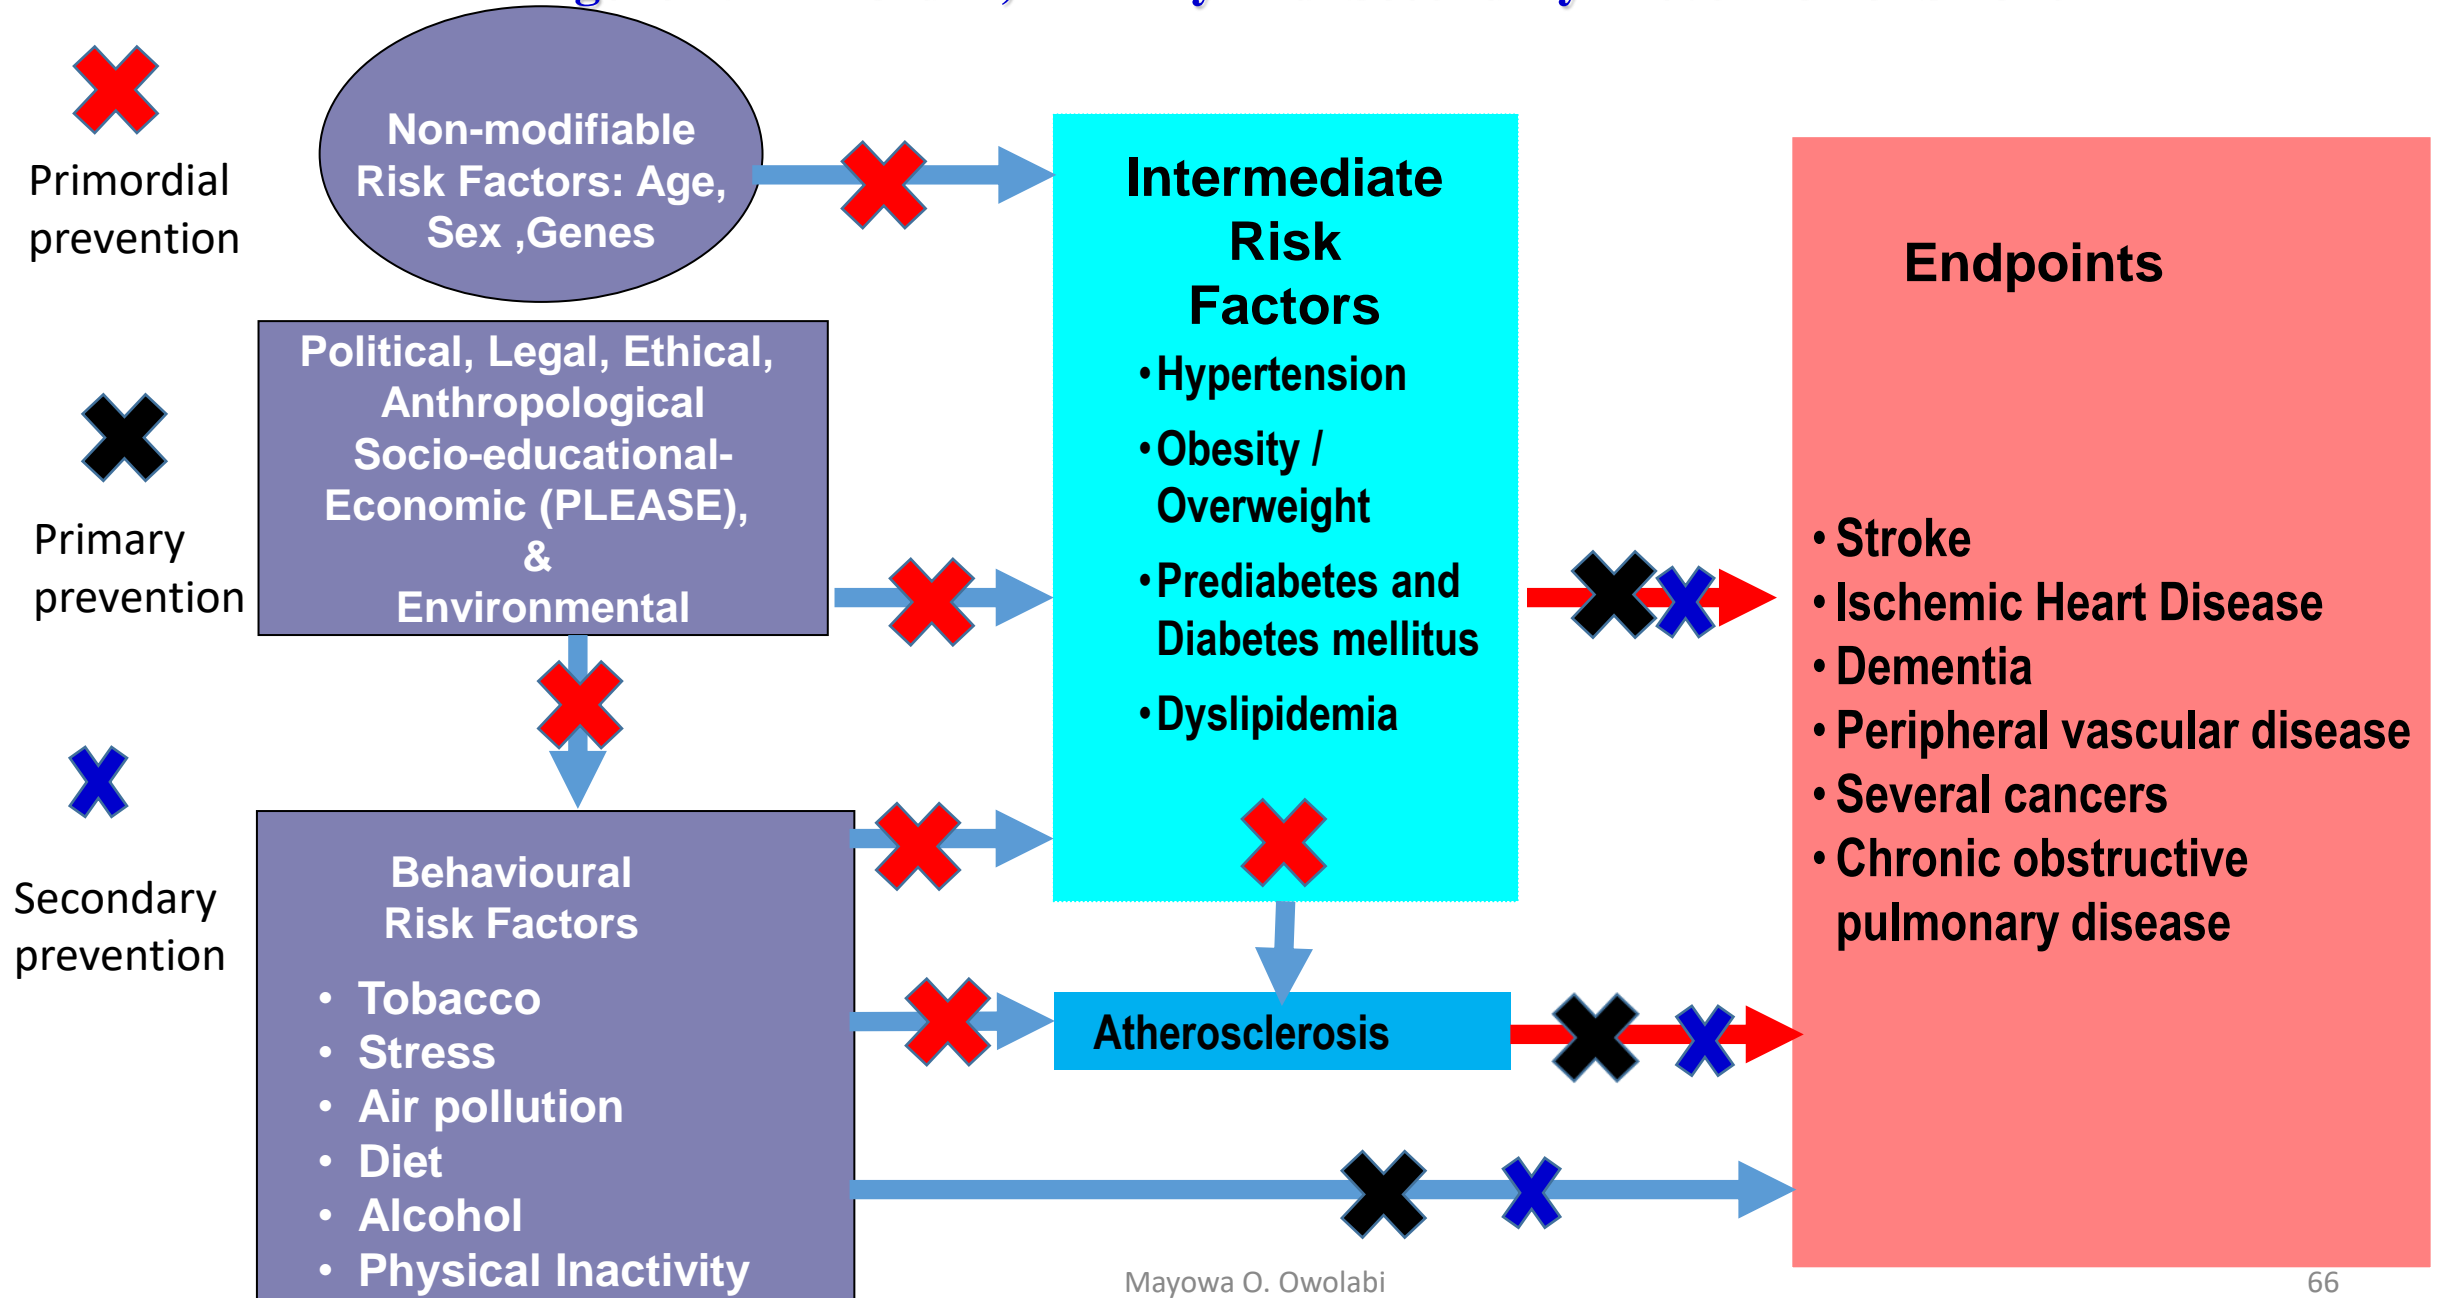 Primordial
prevention
Primary
prevention
Secondary
prevention
Non-modifiable
Risk Factors: Age,
Sex ,Genes
Political, Legal, Ethical,
Anthropological
Socio-educational-
Economic (PLEASE),
&
Environmental
Behavioural
Risk Factors
• Tobacco
• Stress
• Air pollution
• Diet
• Alcohol
• Physical Inactivity
Intermediate
Risk
Factors
•Hypertension
•Obesity /
Overweight
•Prediabetes and
Diabetes mellitus
•Dyslipidemia
Atherosclerosis
Endpoints
• Stroke
• Ischemic Heart Disease
• Dementia
• Peripheral vascular disease
• Several cancers
• Chronic obstructive
pulmonary disease
Mayowa O. Owolabi
66